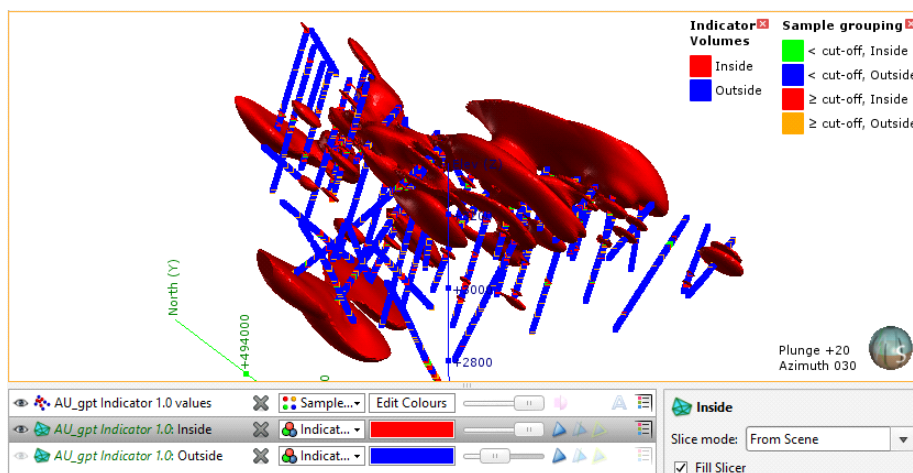 Indicator Volumes
Inside
Outside
Sample grouping
< cut-off, Inside
< cut-off, Outside
≥ cut-off, Inside
≥ cut-off, Outside
North (Y)
+494000
+2800
Plunge +20
Azimuth 030
S
AU_gpt Indicator 1.0 values
Sample...
Edit Colours
A
AU_gpt Indicator 1.0: Inside
Indicat...
AU_gpt Indicator 1.0: Outside
Indicat...
Inside
Slice mode: From Scene
Fill Slicer